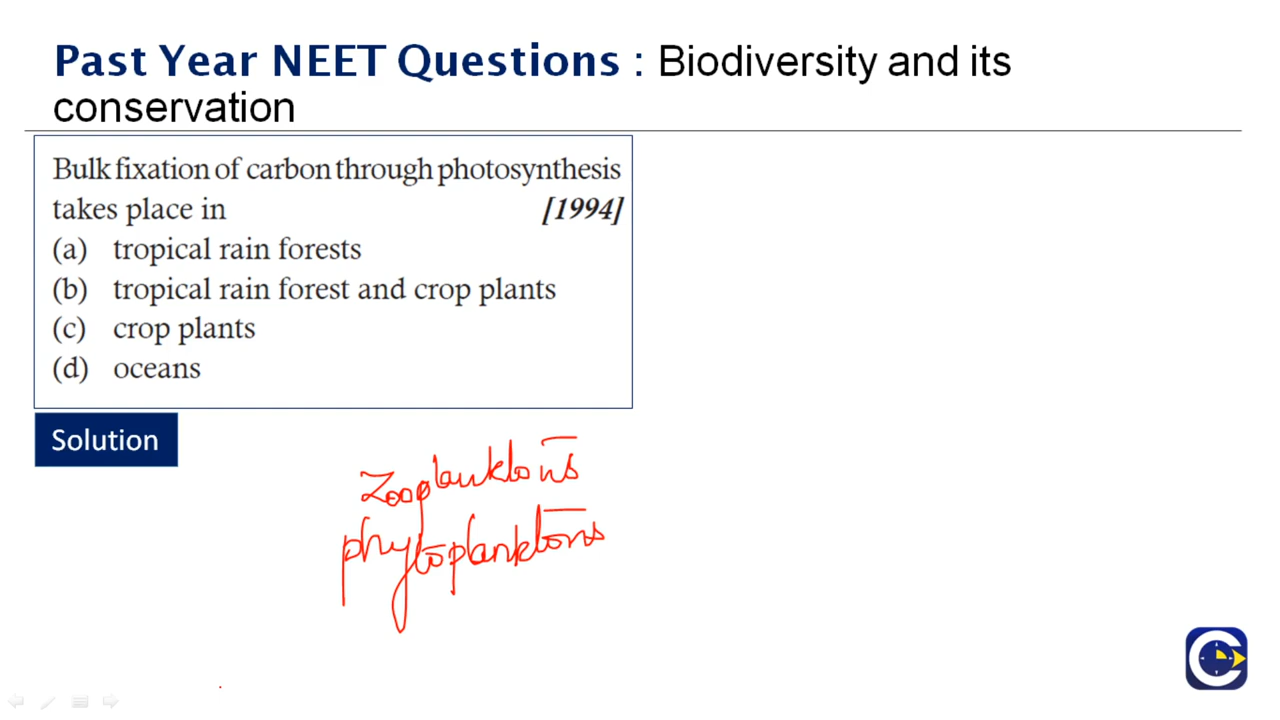 Past Year NEET Questions : Biodiversity and its
conservation
Bulk fixation of carbon through photosynthesis
takes place in [1994]
(a) tropical rain forests
(b) tropical rain forest and crop plants
(c) crop plants
(d) oceans
Solution
Zooplanktons
phytoplanktons